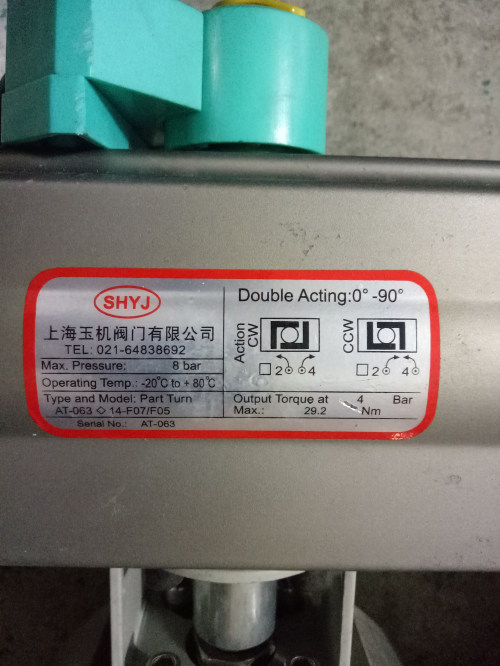 SHYJ
上海玉机阀门有限公司
TEL: 021-64838692
Max. Pressure: 8 bar
Operating Temp.: -20℃ to + 80℃
Type and Model: Part Turn
AT-063 ◇ 14-F07/F05
Serial No.: AT-063
Double Acting:0° -90°
Action
CW
2 4
CCW
2 4
Output Torque at 4 Bar
Max.: 29.2 Nm